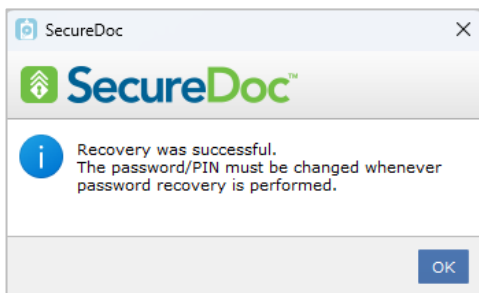 SecureDoc
SecureDoc™
Recovery was successful.
The password/PIN must be changed whenever
password recovery is performed.
OK